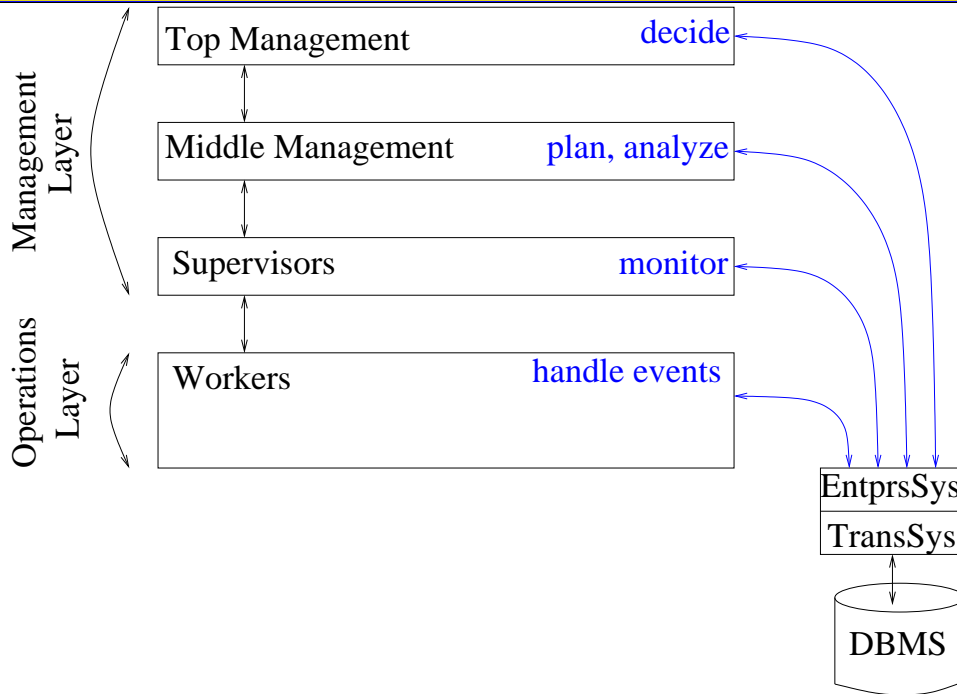 Top Management
decide
Management
Layer
Middle Management
plan, analyze
Supervisors
monitor
Operations
Layer
Workers
handle events
EntprsSys
TransSys
DBMS